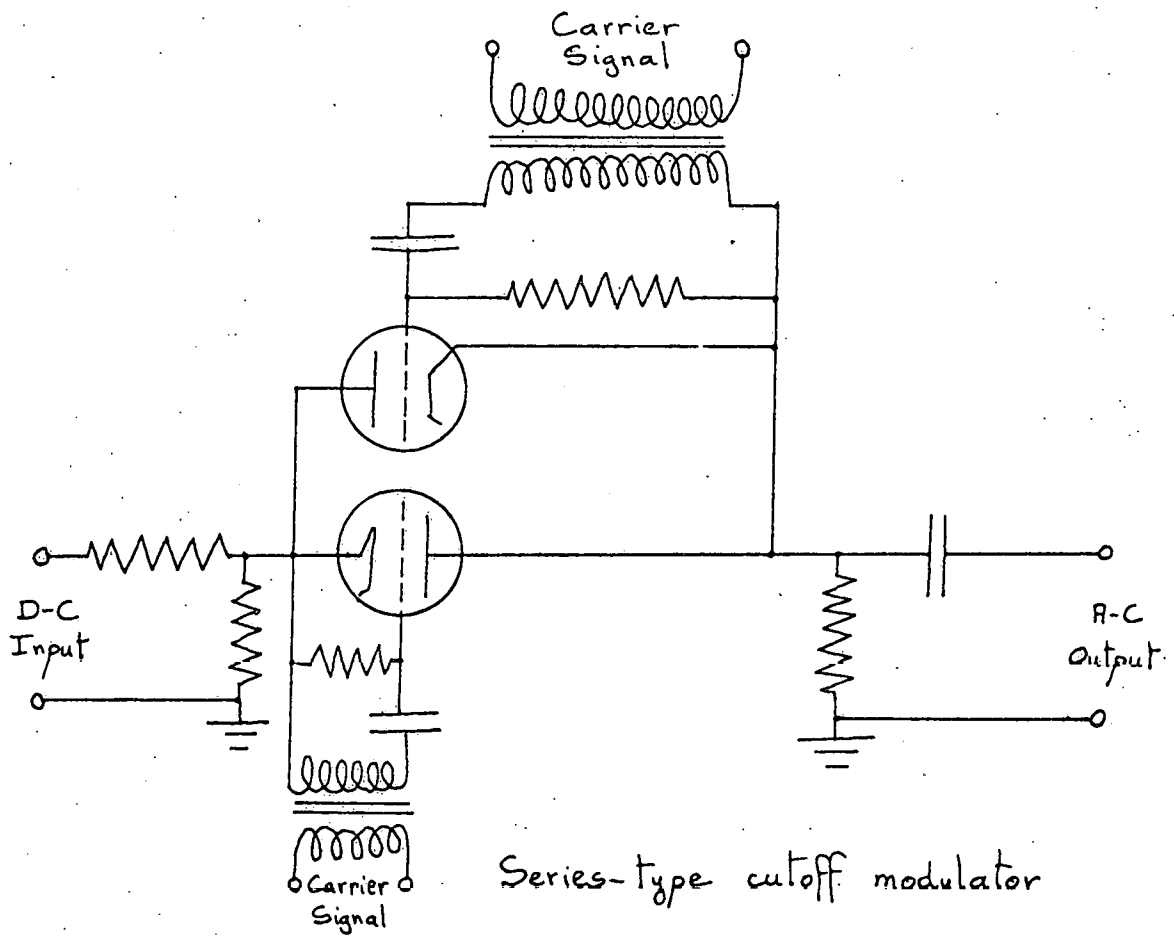 Carrier
Signal
D-C
Input
A-C
Output
Carrier
Signal
Series-type cutoff modulator